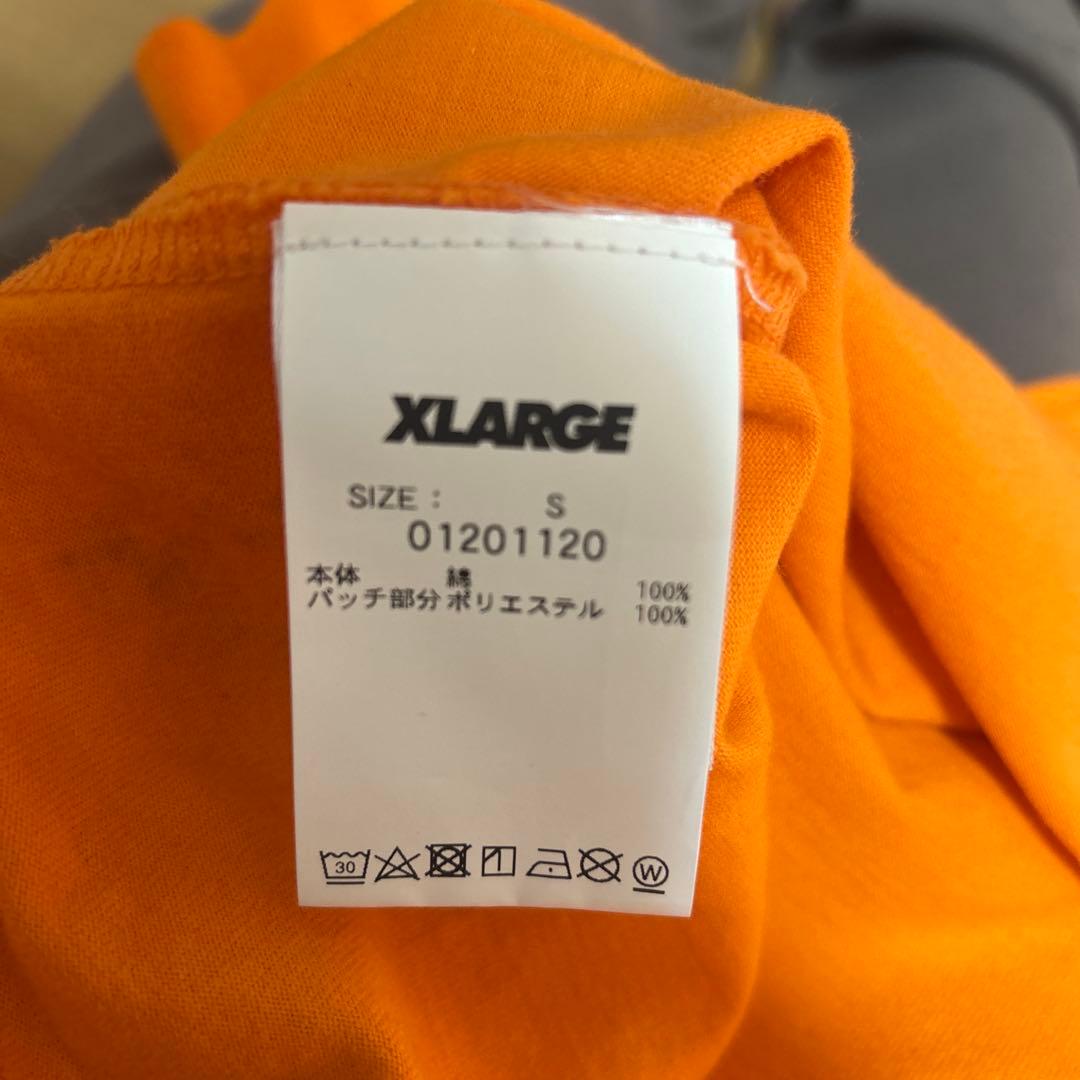 XLARGE
SIZE : S
01201120
本体 綿 100%
パッチ部分 ポリエステル 100%
30
W